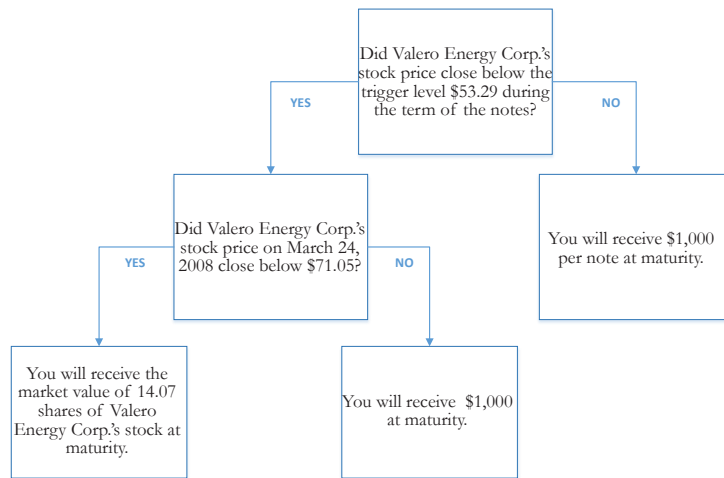 Did Valero Energy Corp.'s
stock price close below the
trigger level $53.29 during
the term of the notes?
YES
NO
Did Valero Energy Corp.'s
stock price on March 24,
2008 close below $71.05?
You will receive $1,000
per note at maturity.
YES
NO
You will receive the
market value of 14.07
shares of Valero
Energy Corp.'s stock at
maturity.
You will receive $1,000
at maturity.